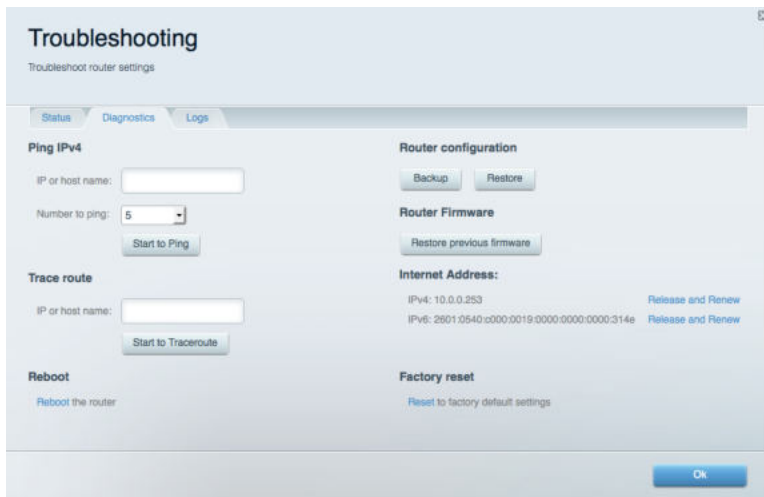 Troubleshooting
Troubleshoot router settings
Status Diagnostics Logs
Ping IPv4
IP or host name:
Number to ping: 5
Start to Ping
Trace route
IP or host name:
Start to Traceroute
Reboot
Reboot the router
Router configuration
Backup Restore
Router Firmware
Restore previous firmware
Internet Address:
IPv4: 10.0.0.253 Release and Renew
IPv6: 2601:0540:c000:0019:0000:0000:0000:314e Release and Renew
Factory reset
Reset to factory default settings
Ok